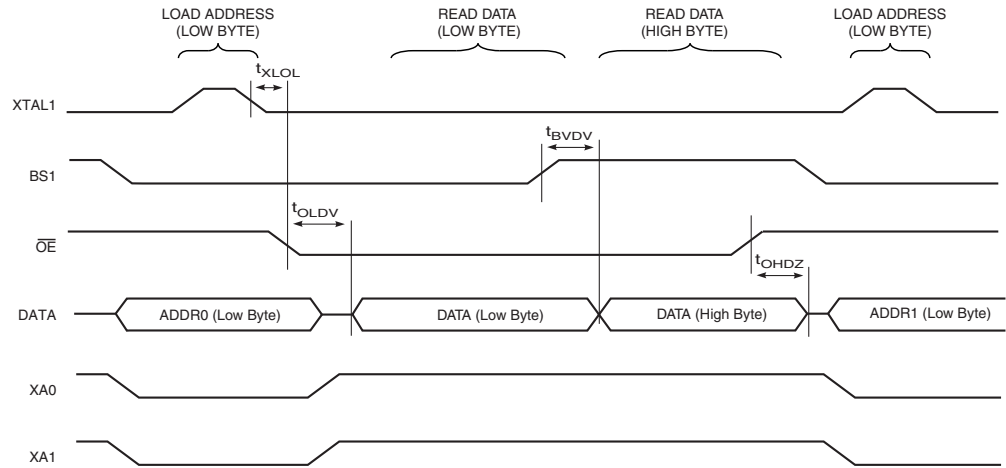 LOAD ADDRESS
(LOW BYTE)
READ DATA
(LOW BYTE)
READ DATA
(HIGH BYTE)
LOAD ADDRESS
(LOW BYTE)
tXLOL
XTAL1
tBVDV
BS1
tOLDV
OE
tOHDZ
DATA
ADDR0 (Low Byte)
DATA (Low Byte)
DATA (High Byte)
ADDR1 (Low Byte)
XA0
XA1